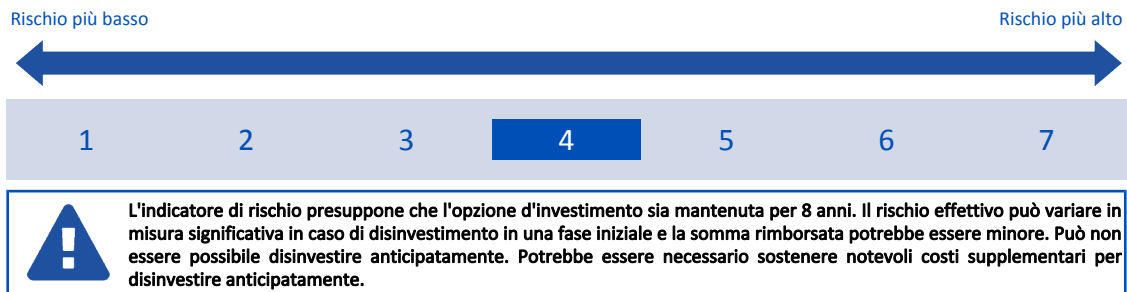 Rischio più basso Rischio più alto
1 2 3 4 5 6 7
L'indicatore di rischio presuppone che l'opzione d'investimento sia mantenuta per 8 anni. Il rischio effettivo può variare in
misura significativa in caso di disinvestimento in una fase iniziale e la somma rimborsata potrebbe essere minore. Può non
essere possibile disinvestire anticipatamente. Potrebbe essere necessario sostenere notevoli costi supplementari per
disinvestire anticipatamente.